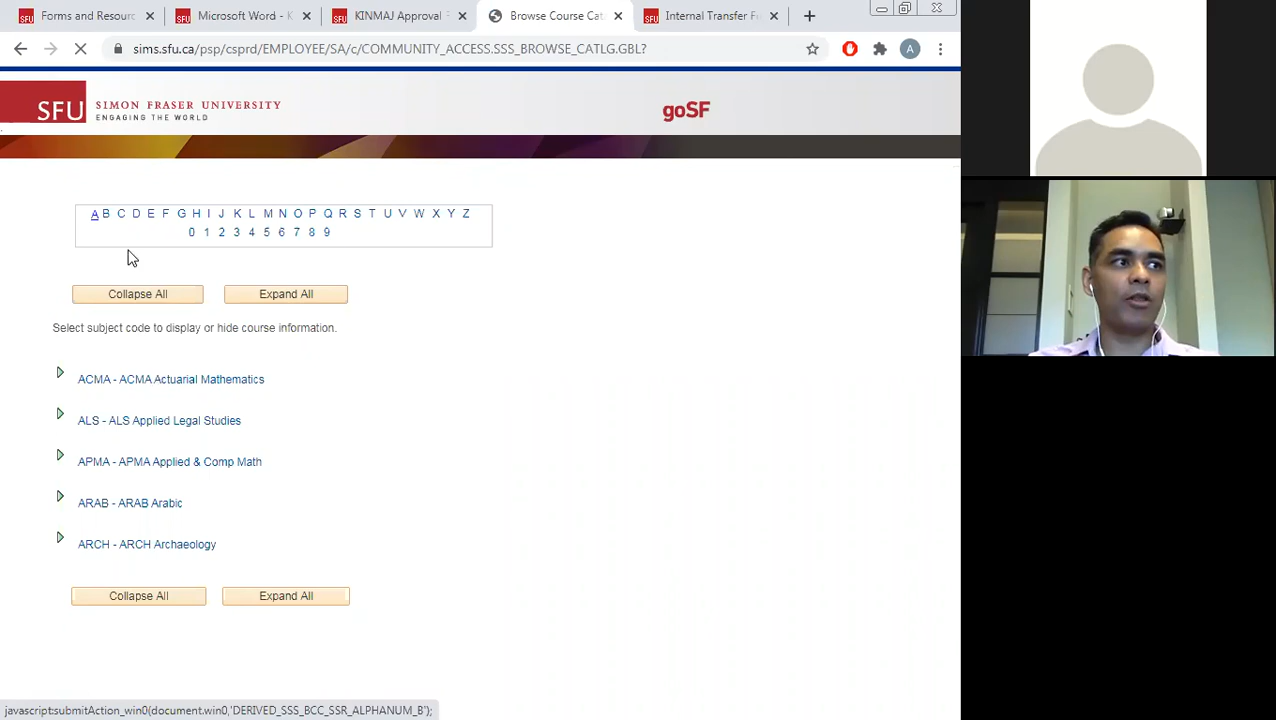 Forms and Resourc
Microsoft Word - K
KINMAJ Approval F
Browse Course Cat
Internal Transfer Fr
sims.sfu.ca/psp/csprd/EMPLOYEE/SA/c/COMMUNITY_ACCESS.SSS_BROWSE_CATLG.GBL?
A
SFU SIMON FRASER UNIVERSITY
ENGAGING THE WORLD
goSF
A B C D E F G H I J K L M N O P Q R S T U V W X Y Z
0 1 2 3 4 5 6 7 8 9
Collapse All Expand All
Select subject code to display or hide course information.
ACMA - ACMA Actuarial Mathematics
ALS - ALS Applied Legal Studies
APMA - APMA Applied & Comp Math
ARAB - ARAB Arabic
ARCH - ARCH Archaeology
Collapse All Expand All
javascript:submitAction_win0(document.win0,'DERIVED_SSS_BCC_SSR_ALPHANUM_B');